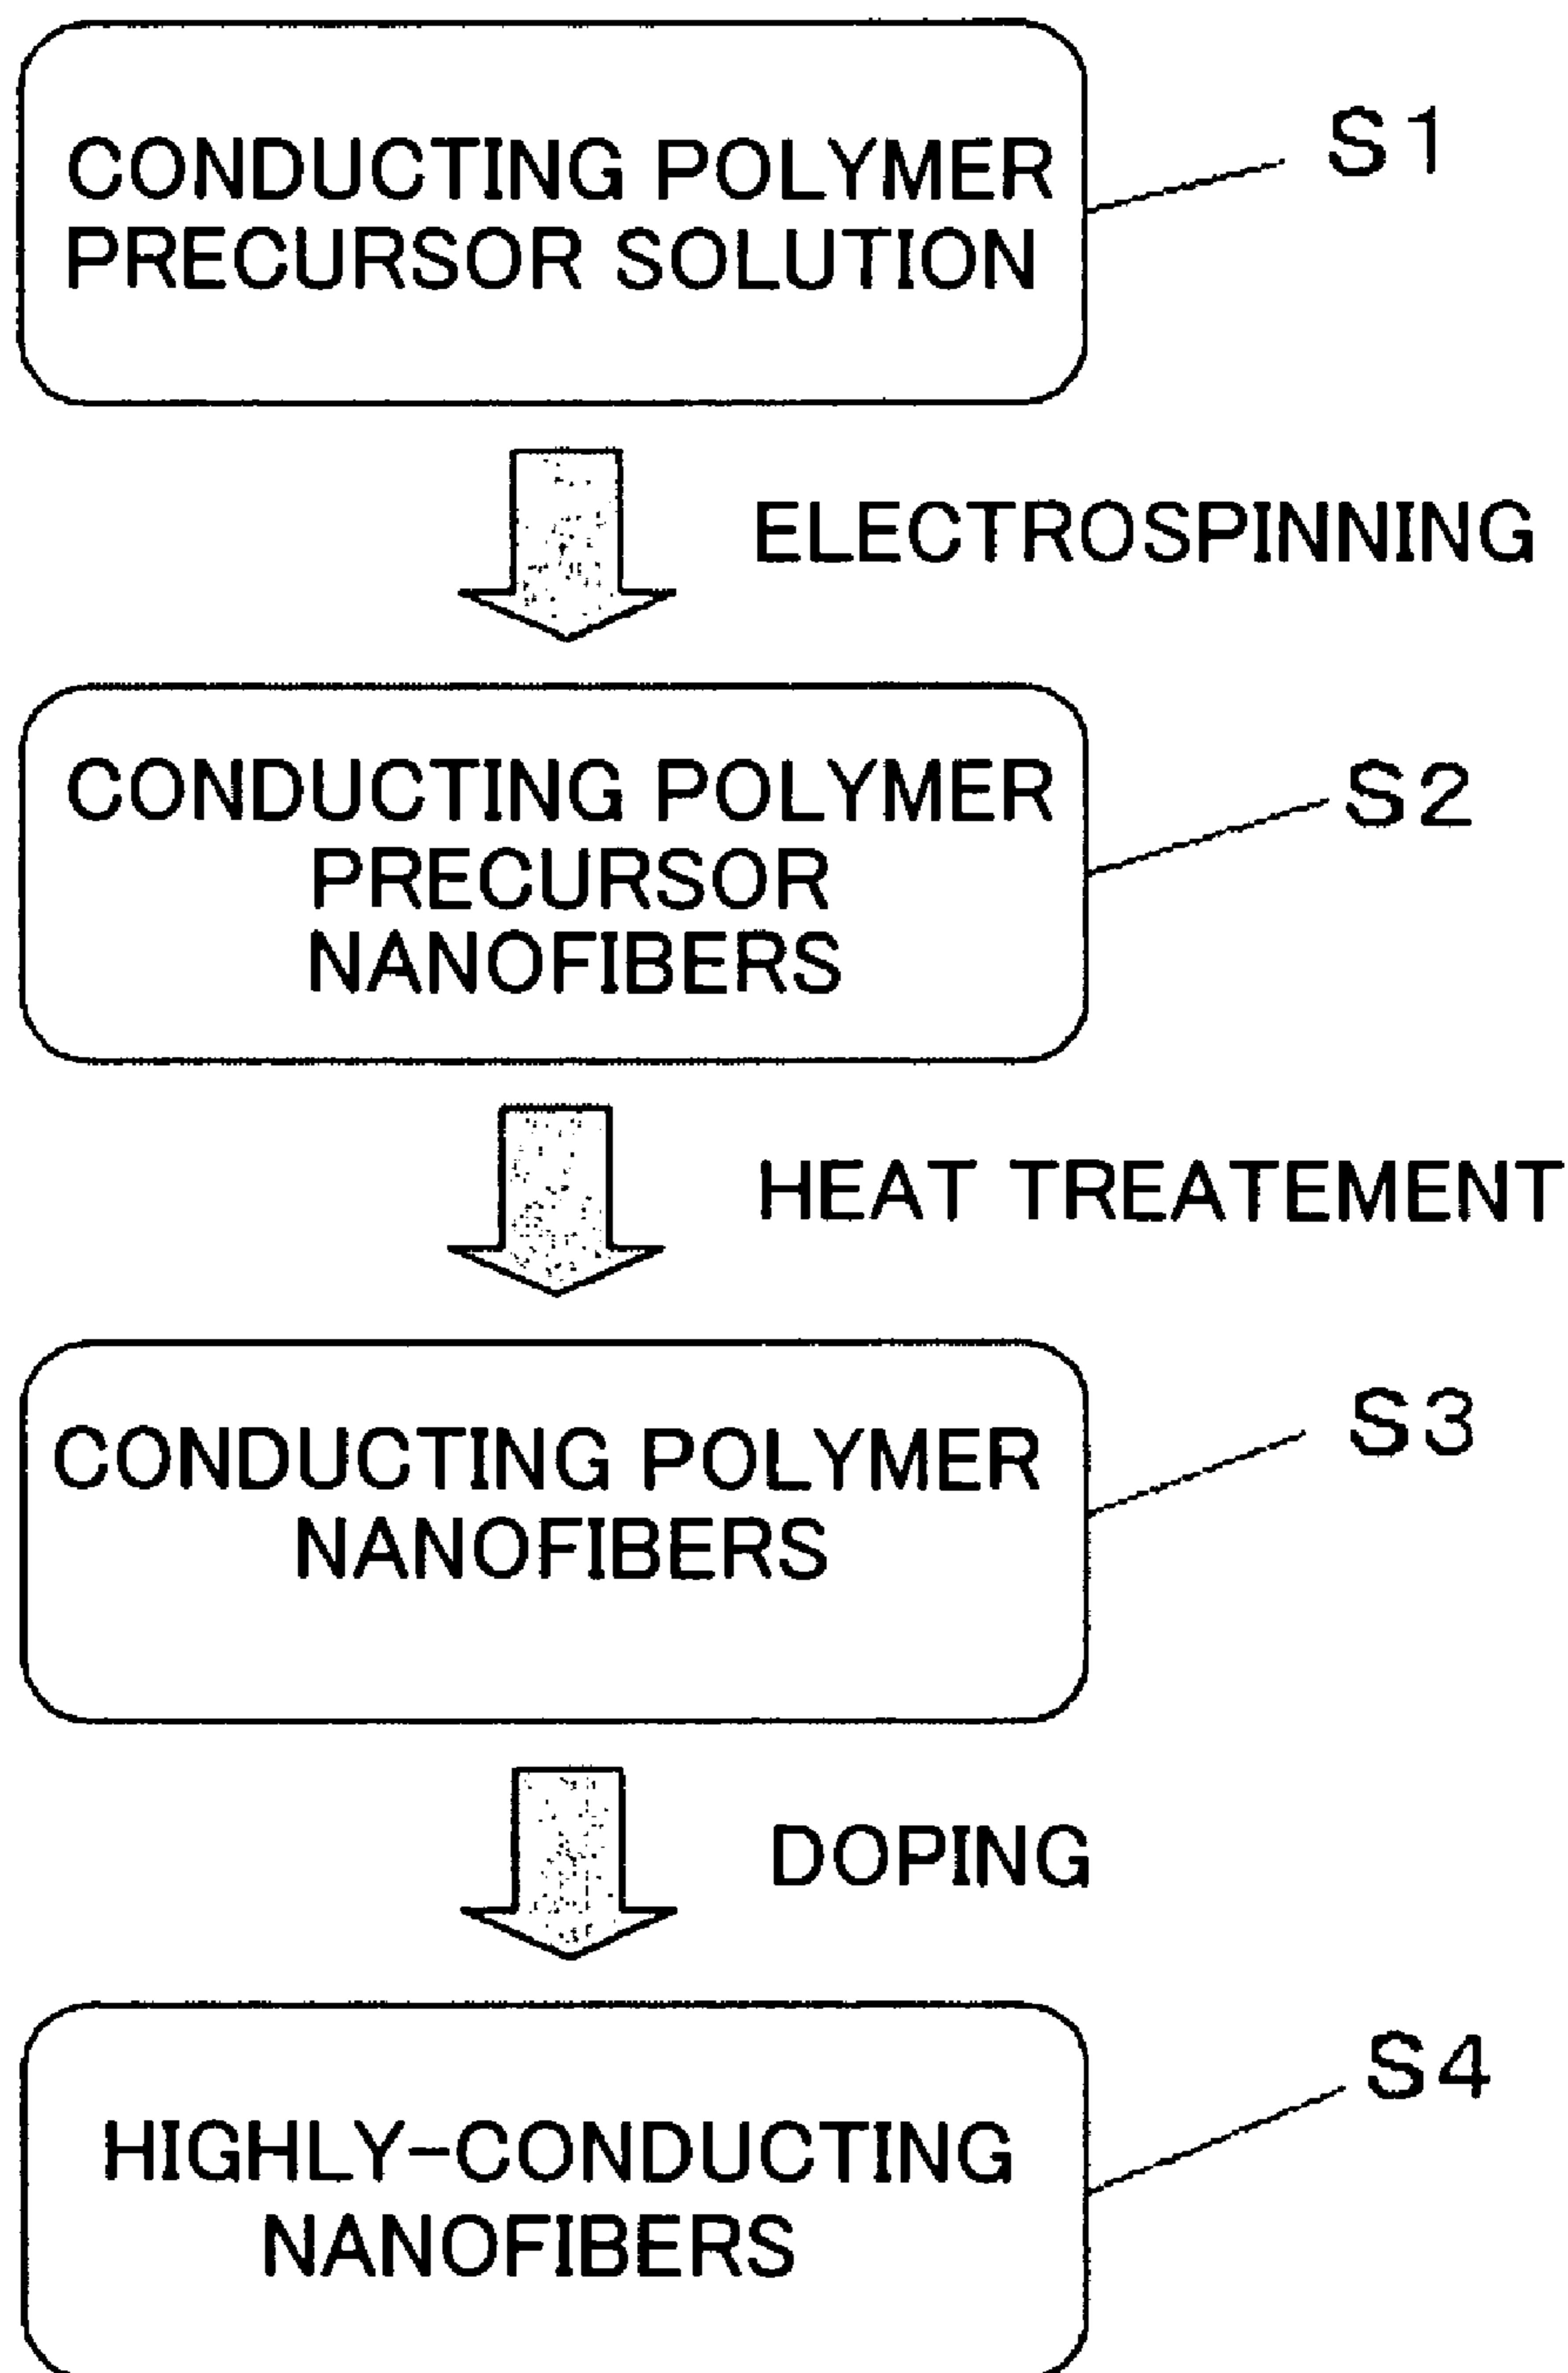 CONDUCTING POLYMER
PRECURSOR SOLUTION
S1
ELECTROSPINNING
CONDUCTING POLYMER
PRECURSOR
NANOFIBERS
S2
HEAT TREATEMENT
CONDUCTING POLYMER
NANOFIBERS
S3
DOPING
HIGHLY-CONDUCTING
NANOFIBERS
S4